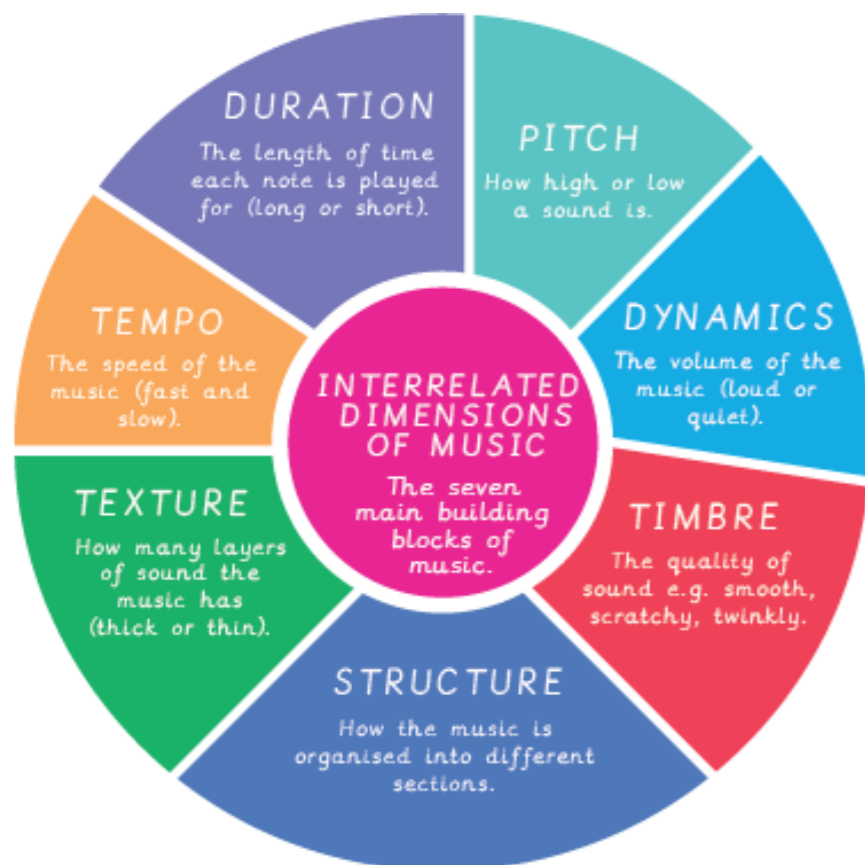 DURATION
The length of time
each note is played
for (long or short).
PITCH
How high or low
a sound is.
DYNAMICS
The volume of the
music (loud or
quiet).
TIMBRE
The quality of
sound e.g. smooth,
scratchy, twinkly.
STRUCTURE
How the music is
organised into different
sections.
TEXTURE
How many layers
of sound the
music has
(thick or thin).
TEMPO
The speed of the
music (fast and
slow).
INTERRELATED
DIMENSIONS
OF MUSIC
The seven
main building
blocks of
music.